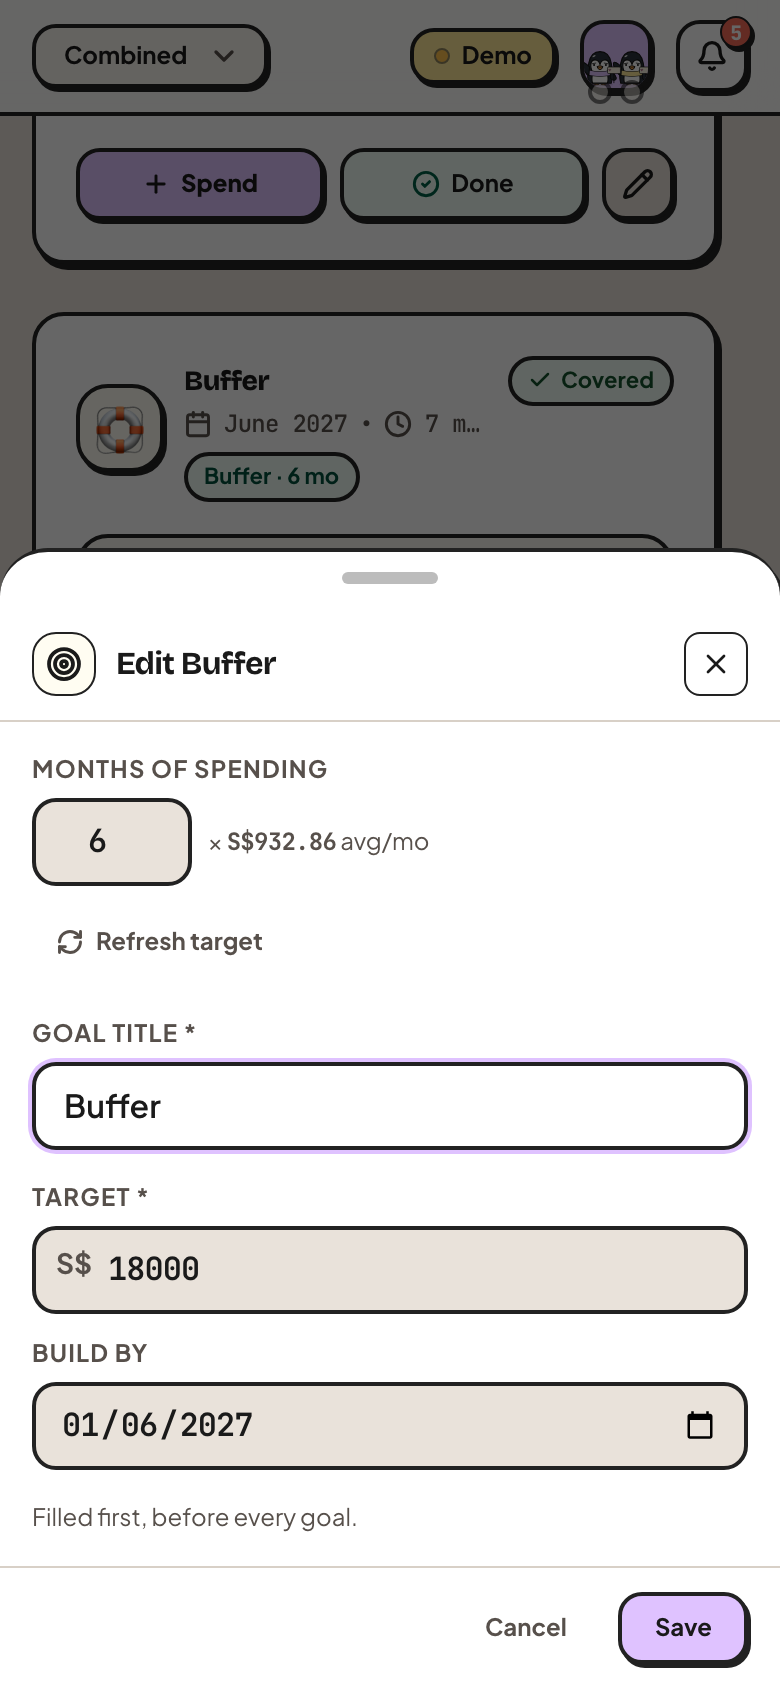 Combined
Demo
5
+ Spend
Done
Buffer
Covered
June 2027 • 7 m…
Buffer · 6 mo
Edit Buffer
MONTHS OF SPENDING
6
× S$932.86 avg/mo
Refresh target
GOAL TITLE *
Buffer
TARGET *
S$ 18000
BUILD BY
01/06/2027
Filled first, before every goal.
Cancel
Save